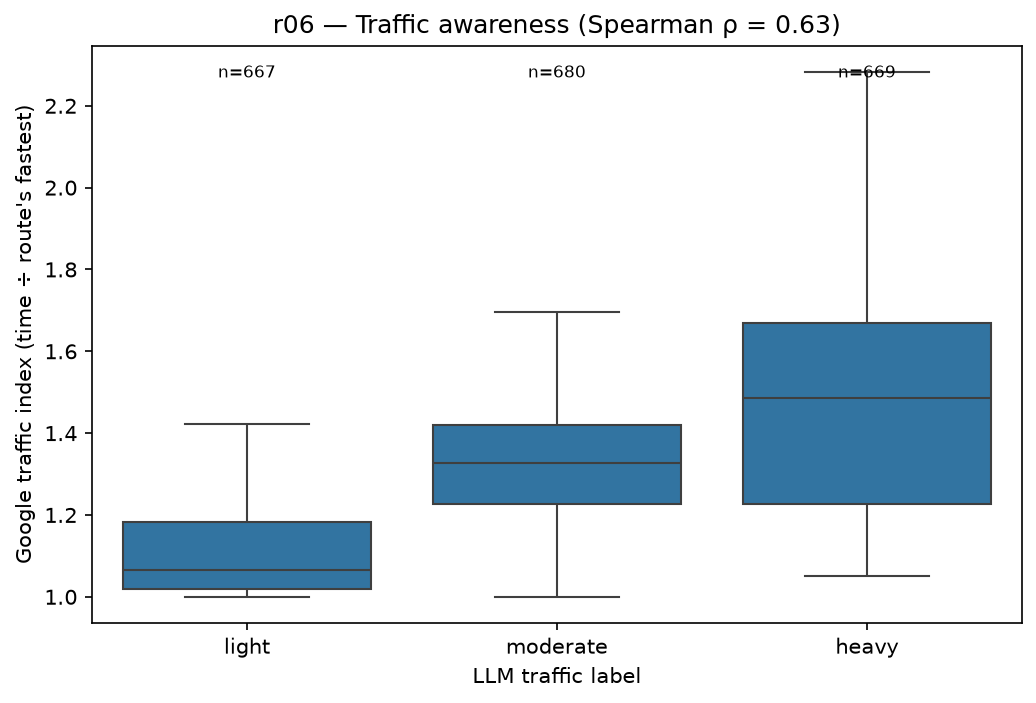 r06 — Traffic awareness (Spearman ρ = 0.63)
n=667
n=680
n=669
Google traffic index (time ÷ route's fastest)
2.2
2.0
1.8
1.6
1.4
1.2
1.0
light
moderate
heavy
LLM traffic label